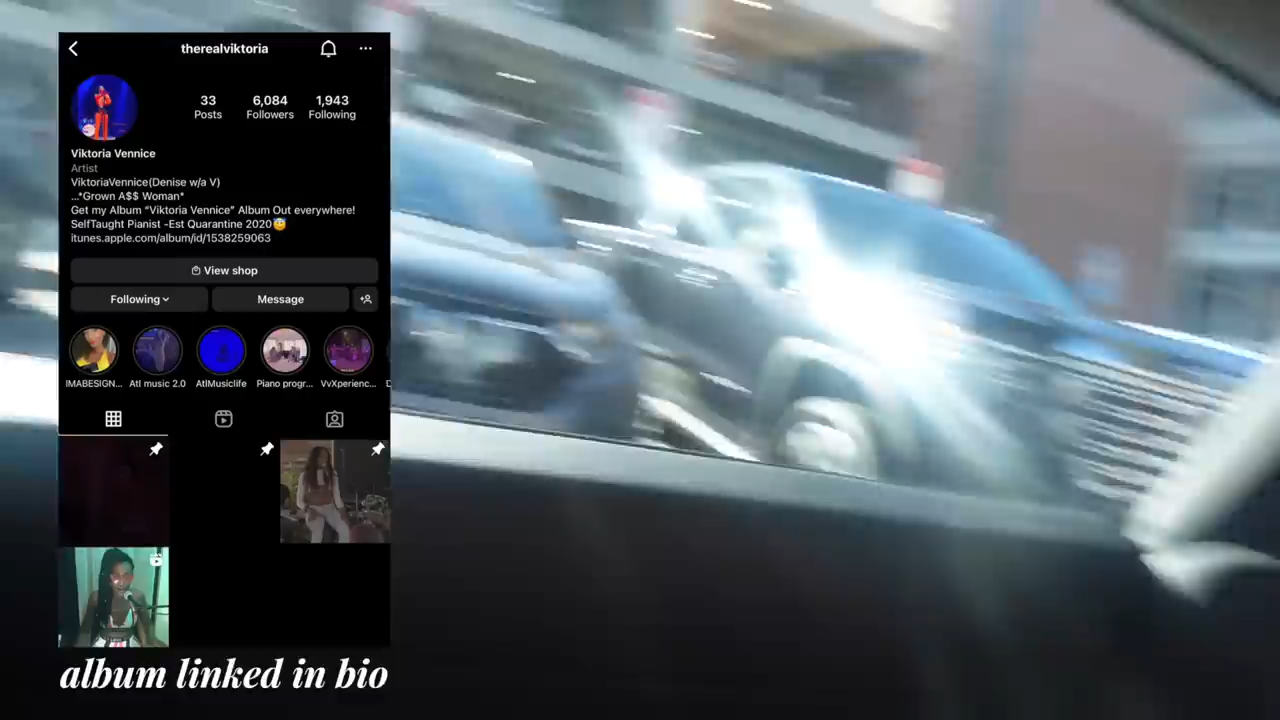 therealviktoria
33 6,084 1,943
Posts Followers Following
Viktoria Vennice
Artist
ViktoriaVennice(Denise w/a V)
...*Grown A$$ Woman*
Get my Album “Viktoria Vennice” Album Out everywhere!
SelfTaught Pianist -Est Quarantine 2020😇
itunes.apple.com/album/id/1538259063
View shop
Following Message
IMABESIGN... Atl music 2.0 AtlMusiclife Piano progr... VvXperienc...
album linked in bio